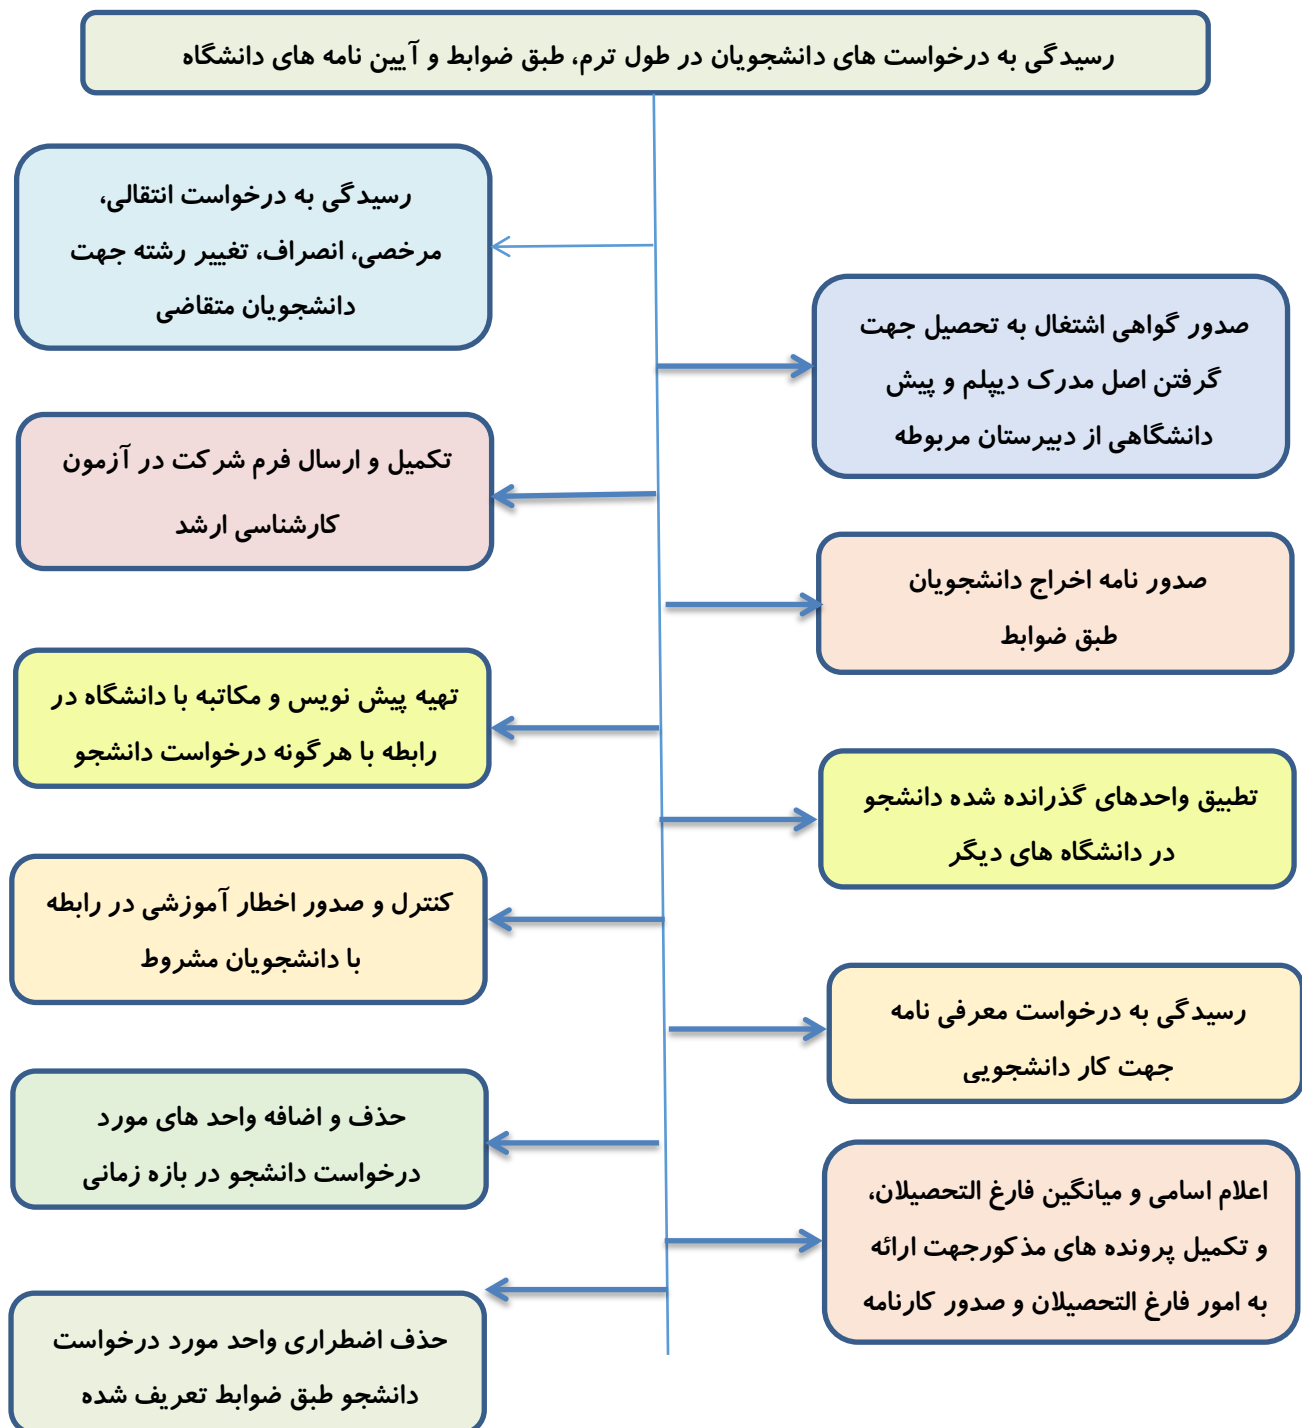 رسیدگی به درخواست های دانشجویان در طول ترم، طبق ضوابط و آیین نامه های دانشگاه
رسیدگی به درخواست انتقالی،
مرخصی، انصراف، تغییر رشته جهت
دانشجویان متقاضی
صدور گواهی اشتغال به تحصیل جهت
گرفتن اصل مدرک دیپلم و پیش
دانشگاهی از دبیرستان مربوطه
تکمیل و ارسال فرم شرکت در آزمون
کارشناسی ارشد
صدور نامه اخراج دانشجویان
طبق ضوابط
تهیه پیش نویس و مکاتبه با دانشگاه در
رابطه با هرگونه درخواست دانشجو
تطبیق واحدهای گذرانده شده دانشجو
در دانشگاه های دیگر
کنترل و صدور اخطار آموزشی در رابطه
با دانشجویان مشروط
رسیدگی به درخواست معرفی نامه
جهت کار دانشجویی
حذف و اضافه واحد های مورد
درخواست دانشجو در بازه زمانی
اعلام اسامی و میانگین فارغ التحصیلان،
و تکمیل پرونده های مذکورجهت ارائه
به امور فارغ التحصیلان و صدور کارنامه
حذف اضطراری واحد مورد درخواست
دانشجو طبق ضوابط تعریف شده